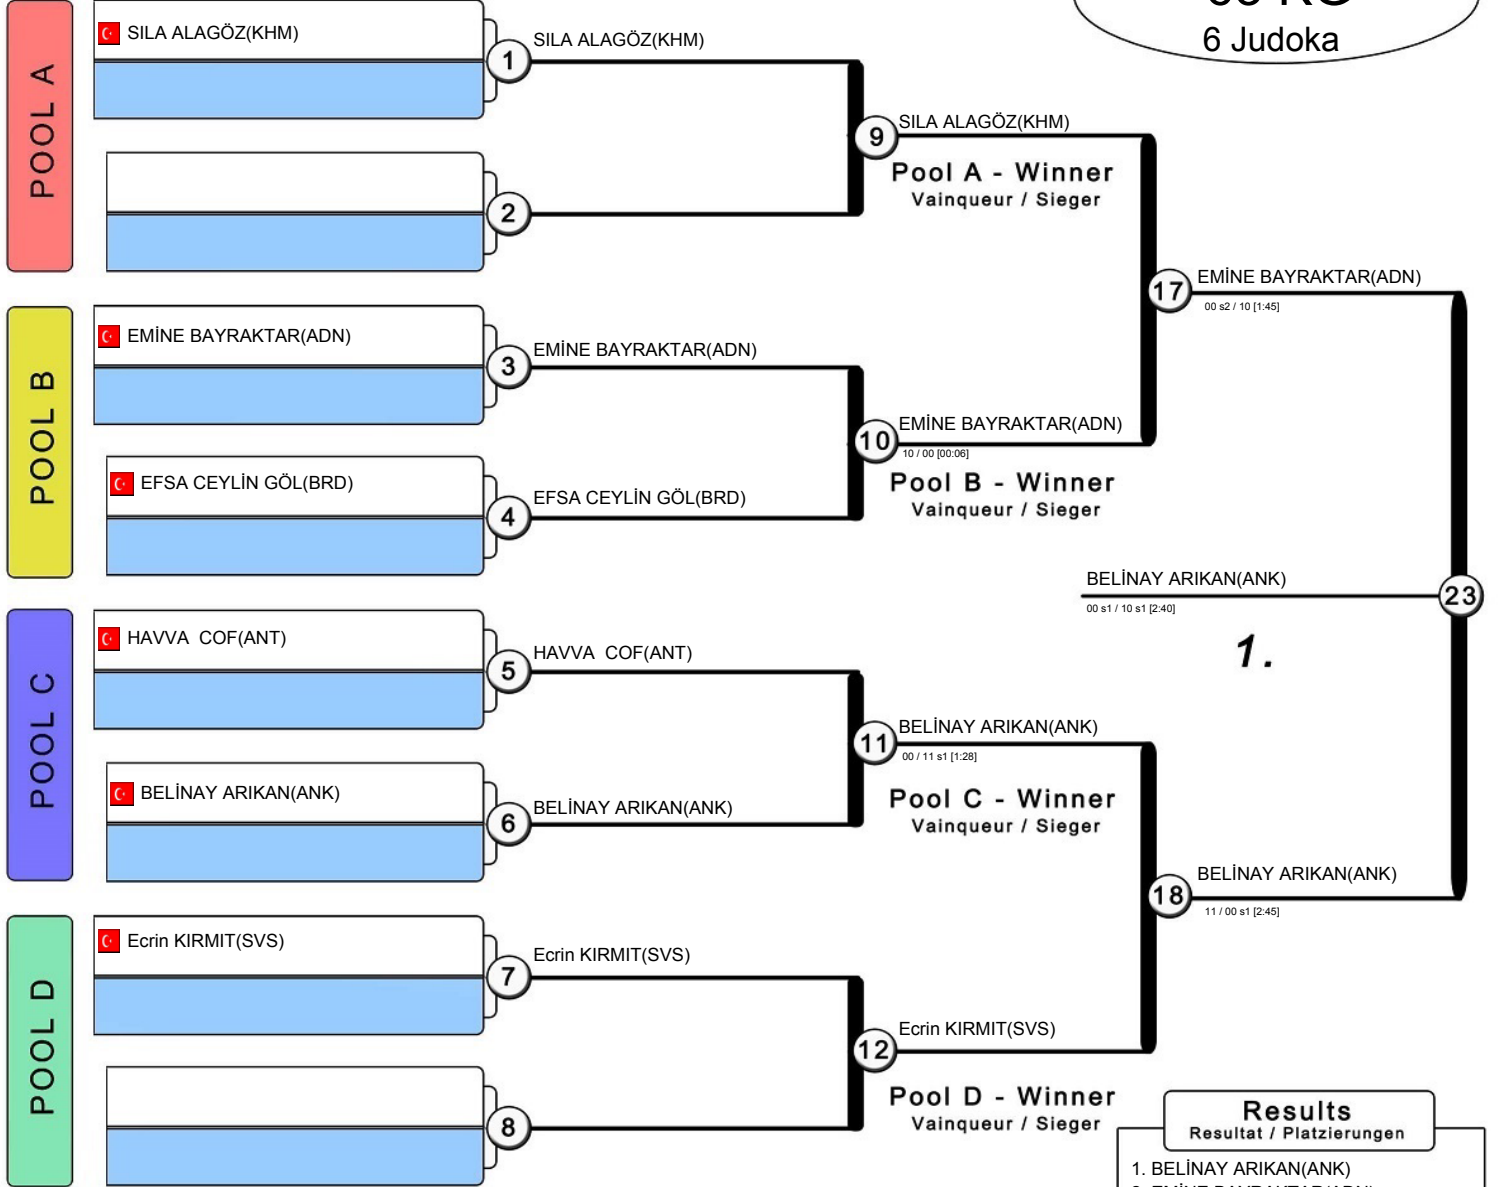 6 Judoka
POOL A
SILA ALAGÖZ(KHM)
1
SILA ALAGÖZ(KHM)
2
9
SILA ALAGÖZ(KHM)
Pool A - Winner
Vainqueur / Sieger
POOL B
EMİNE BAYRAKTAR(ADN)
3
EMİNE BAYRAKTAR(ADN)
EFSA CEYLİN GÖL(BRD)
4
EFSA CEYLİN GÖL(BRD)
10
EMİNE BAYRAKTAR(ADN)
10 / 00 [00:06]
Pool B - Winner
Vainqueur / Sieger
17
EMİNE BAYRAKTAR(ADN)
00 s2 / 10 [1:45]
POOL C
HAVVA  COF(ANT)
5
HAVVA  COF(ANT)
BELİNAY ARIKAN(ANK)
6
BELİNAY ARIKAN(ANK)
11
BELİNAY ARIKAN(ANK)
00 / 11 s1 [1:28]
Pool C - Winner
Vainqueur / Sieger
POOL D
Ecrin KIRMIT(SVS)
7
Ecrin KIRMIT(SVS)
8
12
Ecrin KIRMIT(SVS)
Pool D - Winner
Vainqueur / Sieger
18
BELİNAY ARIKAN(ANK)
11 / 00 s1 [2:45]
BELİNAY ARIKAN(ANK)
23
00 s1 / 10 s1 [2:40]
1.
Results
Resultat / Platzierungen
1. BELİNAY ARIKAN(ANK)